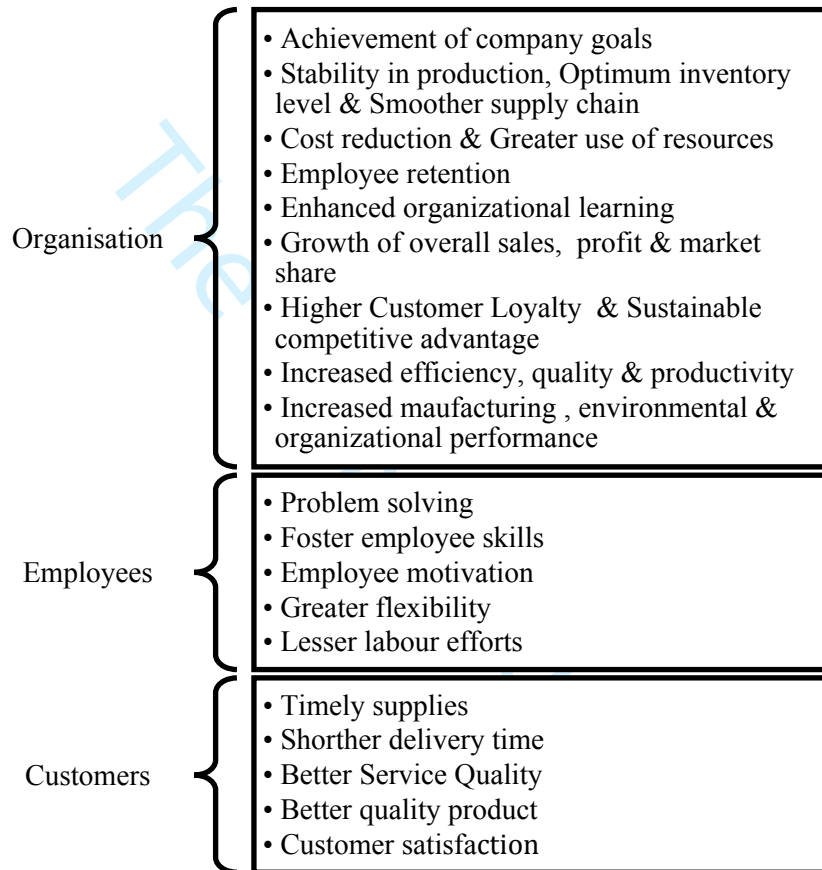 • Achievement of company goals
• Stability in production, Optimum inventory
level & Smoother supply chain
• Cost reduction & Greater use of resources
• Employee retention
• Enhanced organizational learning
Organisation
• Growth of overall sales, profit & market
share
• Higher Customer Loyalty & Sustainable
competitive advantage
• Increased efficiency, quality & productivity
• Increased maufacturing , environmental &
organizational performance
• Problem solving
• Foster employee skills
Employees
• Employee motivation
• Greater flexibility
• Lesser labour efforts
• Timely supplies
• Shorther delivery time
Customers
• Better Service Quality
• Better quality product
• Customer satisfaction
The